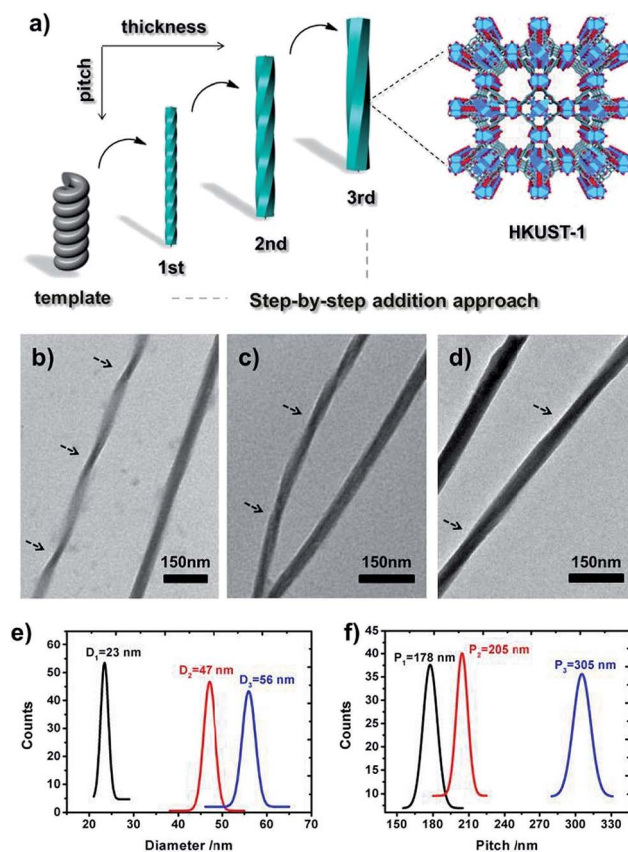 a)
thickness
pitch
template
1st
2nd
3rd
HKUST-1
Step-by-step addition approach
b)
150nm
c)
150nm
d)
150nm
e)
D₁=23 nm
D₂=47 nm
D₃=56 nm
Counts
60
50
40
30
20
10
0
20
30
40
50
60
70
Diameter /nm
f)
P₁=178 nm
P₂=205 nm
P₃=305 nm
Counts
45
40
35
30
25
20
15
10
150
180
210
240
270
300
330
Pitch /nm